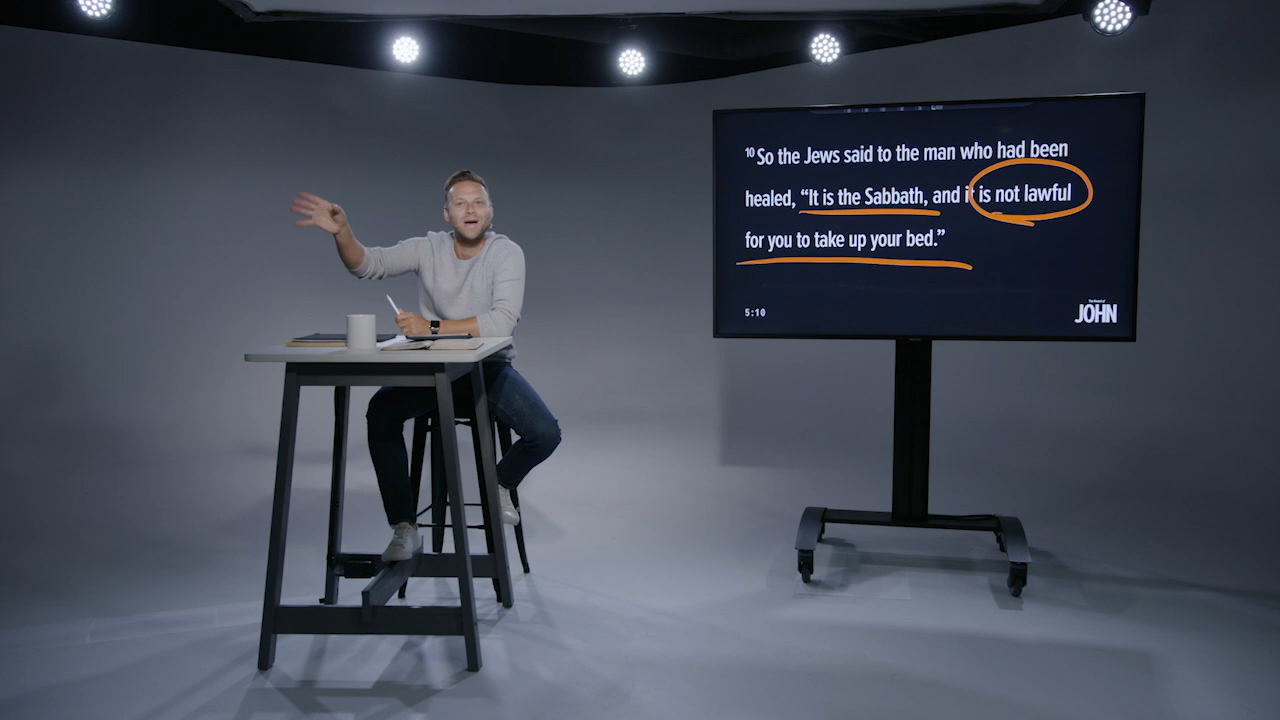 10 So the Jews said to the man who had been
healed, “It is the Sabbath, and it is not lawful
for you to take up your bed.”
5:10
JOHN